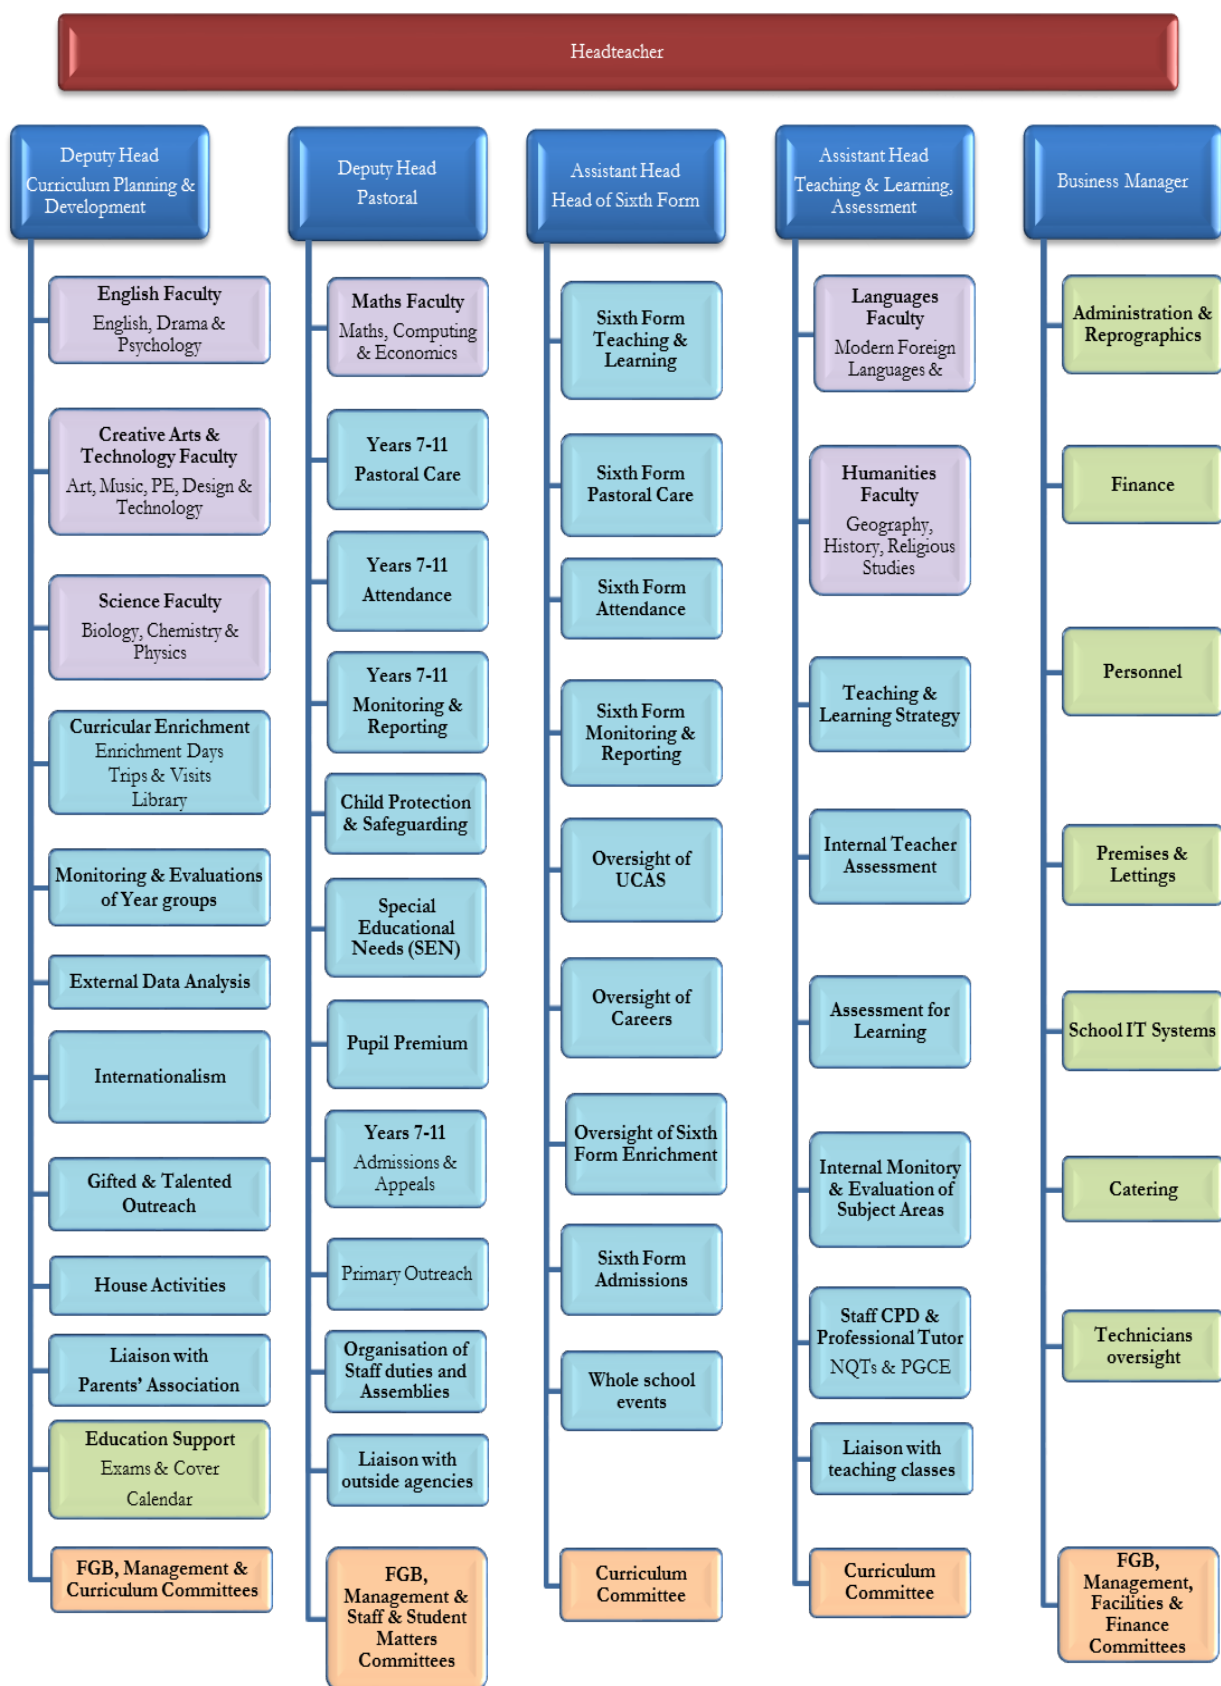 Headteacher
Deputy Head
Curriculum Planning &
Development
English Faculty
English, Drama &
Psychology
Creative Arts &
Technology Faculty
Art, Music, PE, Design &
Technology
Science Faculty
Biology, Chemistry &
Physics
Curricular Enrichment
Enrichment Days
Trips & Visits
Library
Monitoring & Evaluations
of Year groups
External Data Analysis
Internationalism
Gifted & Talented
Outreach
House Activities
Liaison with
Parents' Association
Education Support
Exams & Cover
Calendar
FGB, Management &
Curriculum Committees
Deputy Head
Pastoral
Maths Faculty
Maths, Computing
& Economics
Years 7-11
Pastoral Care
Years 7-11
Attendance
Years 7-11
Monitoring &
Reporting
Child Protection
& Safeguarding
Special
Educational
Needs (SEN)
Pupil Premium
Years 7-11
Admissions &
Appeals
Primary Outreach
Organisation of
Staff duties and
Assemblies
Liaison with
outside agencies
FGB,
Management &
Staff & Student
Matters
Committees
Assistant Head
Head of Sixth Form
Sixth Form
Teaching &
Learning
Sixth Form
Pastoral Care
Sixth Form
Attendance
Sixth Form
Monitoring &
Reporting
Oversight of
UCAS
Oversight of
Careers
Oversight of Sixth
Form Enrichment
Sixth Form
Admissions
Whole school
events
Curriculum
Committee
Assistant Head
Teaching & Learning,
Assessment
Languages
Faculty
Modern Foreign
Languages &
Humanities
Faculty
Geography,
History, Religious
Studies
Teaching &
Learning Strategy
Internal Teacher
Assessment
Assessment for
Learning
Internal Monitory
& Evaluation of
Subject Areas
Staff CPD &
Professional Tutor
NQTs & PGCE
Liaison with
teaching classes
Curriculum
Committee
Business Manager
Administration &
Reprographics
Finance
Personnel
Premises &
Lettings
School IT Systems
Catering
Technicians
oversight
FGB,
Management,
Facilities &
Finance
Committees